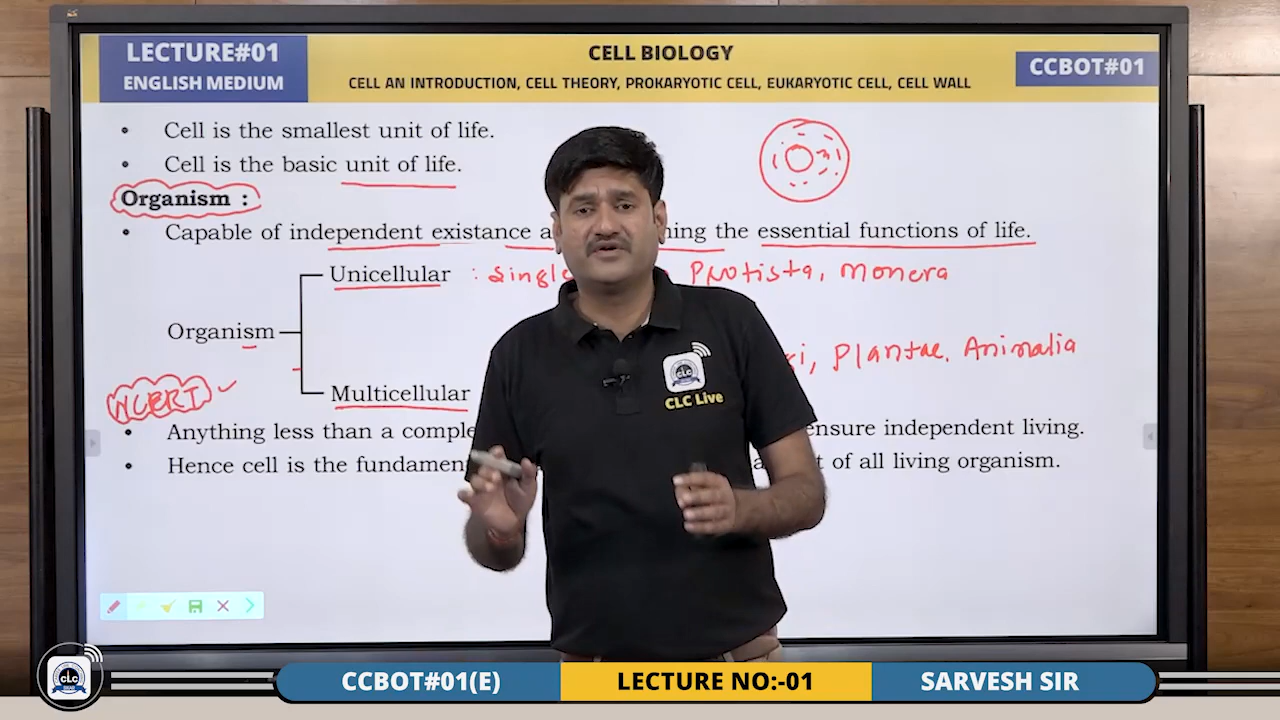 LECTURE#01
ENGLISH MEDIUM
CELL BIOLOGY
CELL AN INTRODUCTION, CELL THEORY, PROKARYOTIC CELL, EUKARYOTIC CELL, CELL WALL
CCBOT#01
• Cell is the smallest unit of life.
• Cell is the basic unit of life.
Organism :
• Capable of independent existance the essential functions of life.
Unicellular : Protista, Monera
Organism
Plantae, Animalia
NCERT
Multicellular
• Anything less than a ensure independent living.
• Hence cell is the of all living organism.
CLC Live
CLC
CCBOT#01(E)
LECTURE NO:-01
SARVESH SIR